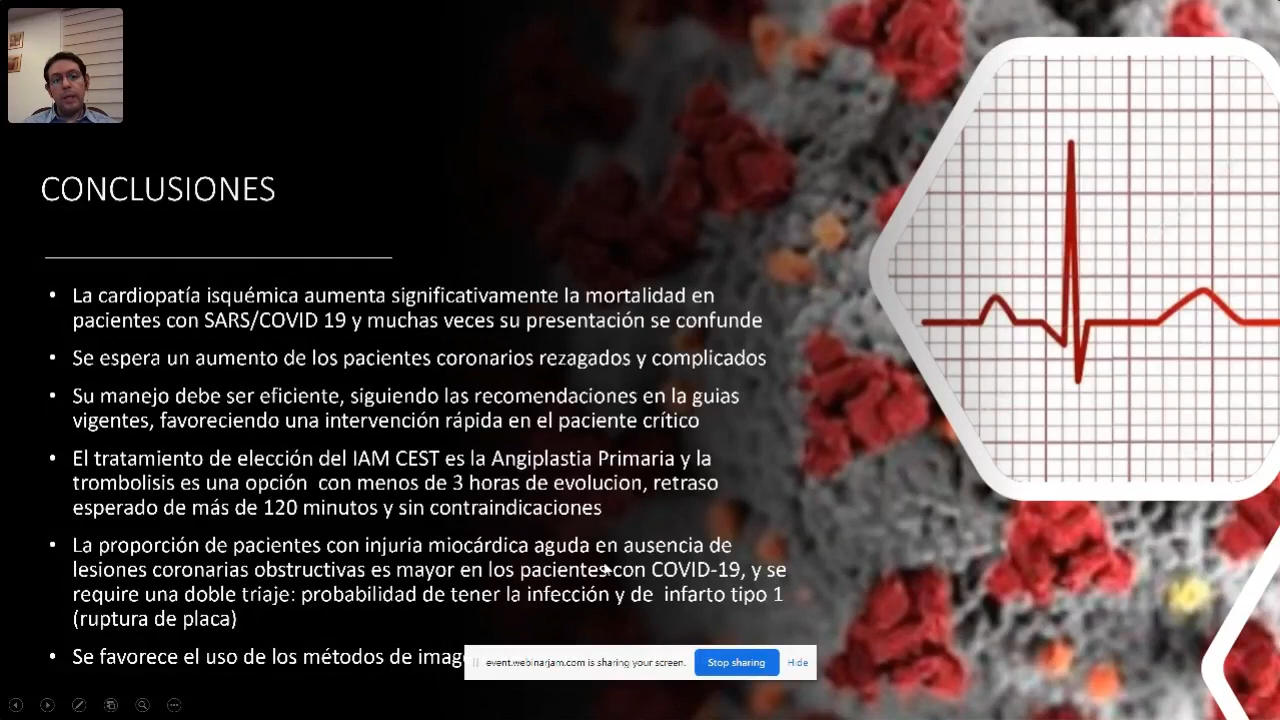 CONCLUSIONES
• La cardiopatía isquémica aumenta significativamente la mortalidad en
pacientes con SARS/COVID 19 y muchas veces su presentación se confunde
• Se espera un aumento de los pacientes coronarios rezagados y complicados
• Su manejo debe ser eficiente, siguiendo las recomendaciones en la guias
vigentes, favoreciendo una intervención rápida en el paciente crítico
• El tratamiento de elección del IAM CEST es la Angiplastia Primaria y la
trombolisis es una opción con menos de 3 horas de evolucion, retraso
esperado de más de 120 minutos y sin contraindicaciones
• La proporción de pacientes con injuria miocárdica aguda en ausencia de
lesiones coronarias obstructivas es mayor en los pacientes con COVID-19, y se
require una doble triaje: probabilidad de tener la infección y de infarto tipo 1
(ruptura de placa)
• Se favorece el uso de los métodos de
event.webinarjam.com is sharing your screen. Stop sharing Hide